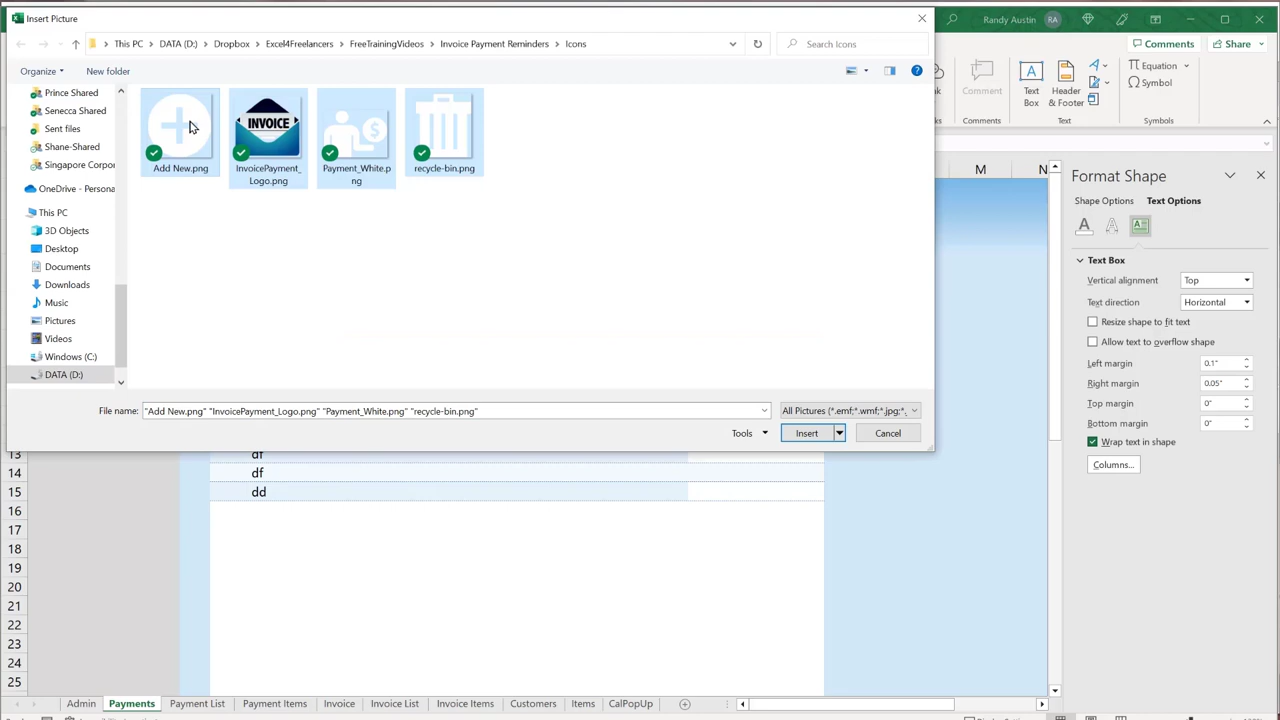 Insert Picture
Randy Austin RA
This PC > DATA (D:) > Dropbox > Excel4Freelancers > FreeTrainingVideos > Invoice Payment Reminders > Icons
Search Icons
Comments
Share
Organize
New folder
Prince Shared
Senecca Shared
Sent files
Shane-Shared
Singapore Corpor
OneDrive - Persona
This PC
3D Objects
Desktop
Documents
Downloads
Music
Pictures
Videos
Windows (C:)
DATA (D:)
INVOICE
Add New.png
InvoicePayment_
Logo.png
Payment_White.p
ng
recycle-bin.png
File name:
"Add New.png" "InvoicePayment_Logo.png" "Payment_White.png" "recycle-bin.png"
All Pictures (*.emf;*.wmf;*.jpg;*.
Tools
Insert
Cancel
Comment
Comments
Text
Box
Header
& Footer
Text
Equation
Symbol
Symbols
M
N
Format Shape
Shape Options
Text Options
Text Box
Vertical alignment
Top
Text direction
Horizontal
Resize shape to fit text
Allow text to overflow shape
Left margin
0.1"
Right margin
0.05"
Top margin
0"
Bottom margin
0"
Wrap text in shape
Columns...
13 df
14 df
15 dd
16
17
18
19
20
21
22
23
24
25
Admin
Payments
Payment List
Payment Items
Invoice
Invoice List
Invoice Items
Customers
Items
CalPopUp